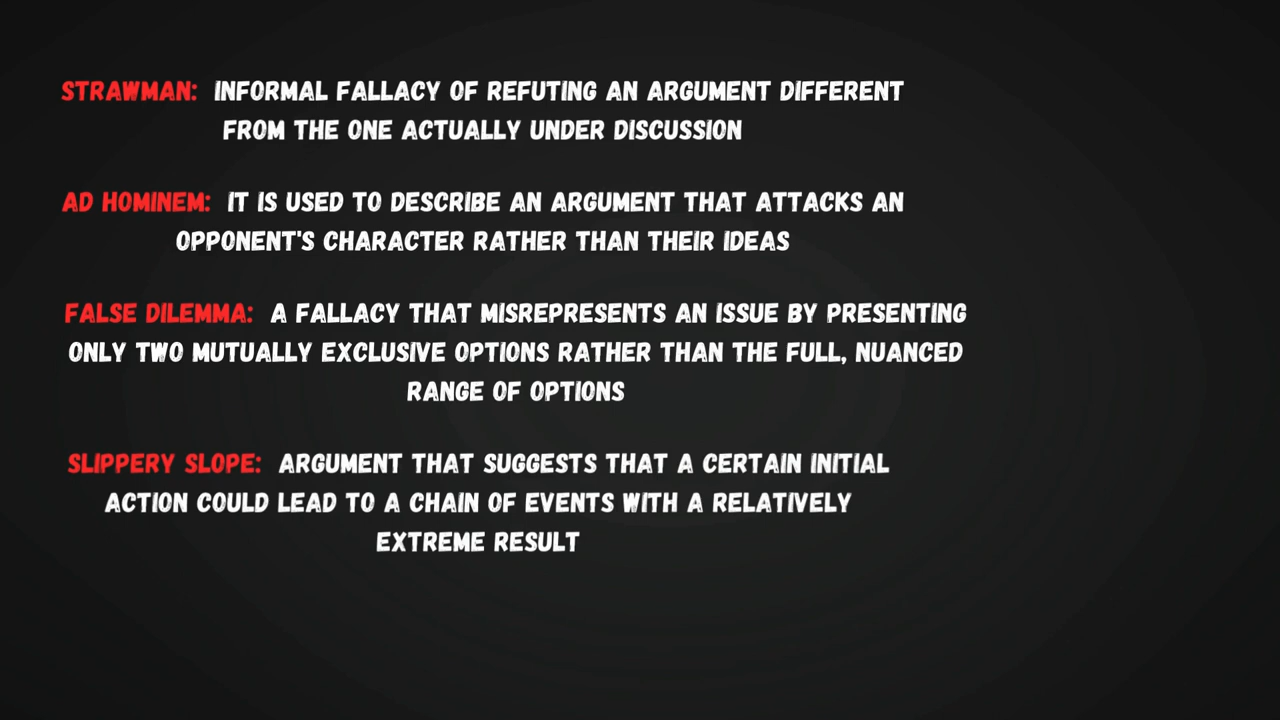 STRAWMAN: INFORMAL FALLACY OF REFUTING AN ARGUMENT DIFFERENT
FROM THE ONE ACTUALLY UNDER DISCUSSION
AD HOMINEM: IT IS USED TO DESCRIBE AN ARGUMENT THAT ATTACKS AN
OPPONENT'S CHARACTER RATHER THAN THEIR IDEAS
FALSE DILEMMA: A FALLACY THAT MISREPRESENTS AN ISSUE BY PRESENTING
ONLY TWO MUTUALLY EXCLUSIVE OPTIONS RATHER THAN THE FULL, NUANCED
RANGE OF OPTIONS
SLIPPERY SLOPE: ARGUMENT THAT SUGGESTS THAT A CERTAIN INITIAL
ACTION COULD LEAD TO A CHAIN OF EVENTS WITH A RELATIVELY
EXTREME RESULT